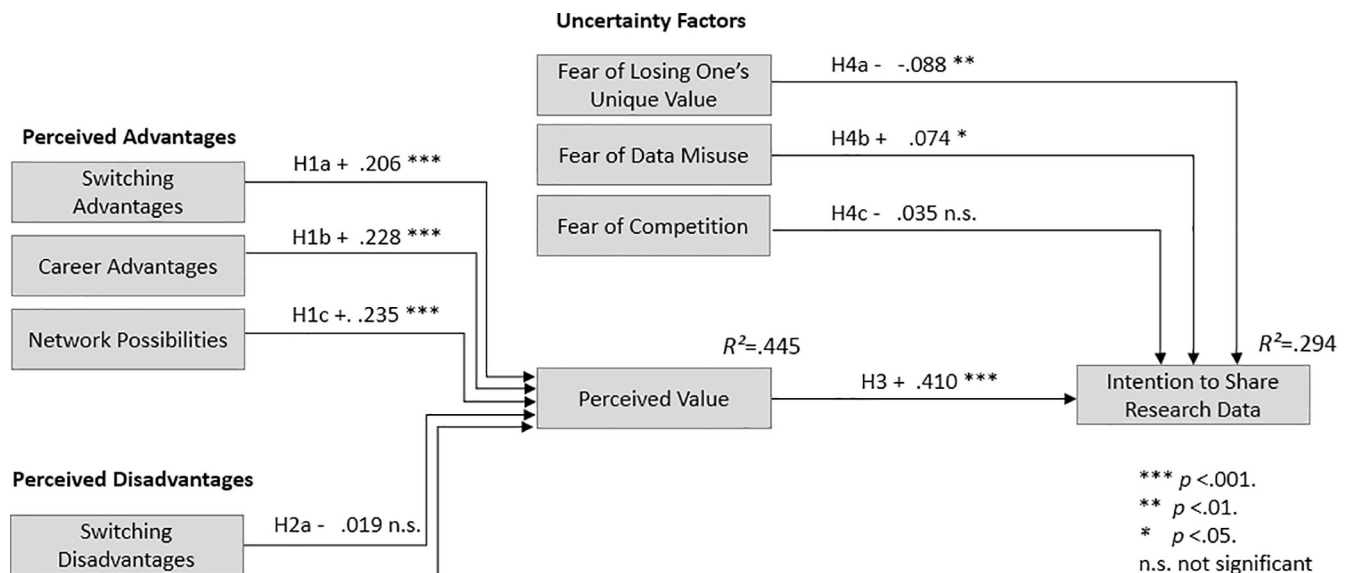 Uncertainty Factors
Fear of Losing One's
Unique Value
H4a - -.088 **
Fear of Data Misuse
H4b + .074 *
Fear of Competition
H4c - .035 n.s.
Perceived Advantages
Switching
Advantages
H1a + .206 ***
Career Advantages
H1b + .228 ***
Network Possibilities
H1c +. .235 ***
R²=.445
Perceived Value
H3 + .410 ***
R²=.294
Intention to Share
Research Data
Perceived Disadvantages
Switching
Disadvantages
H2a - .019 n.s.
*** p <.001.
** p <.01.
* p <.05.
n.s. not significant